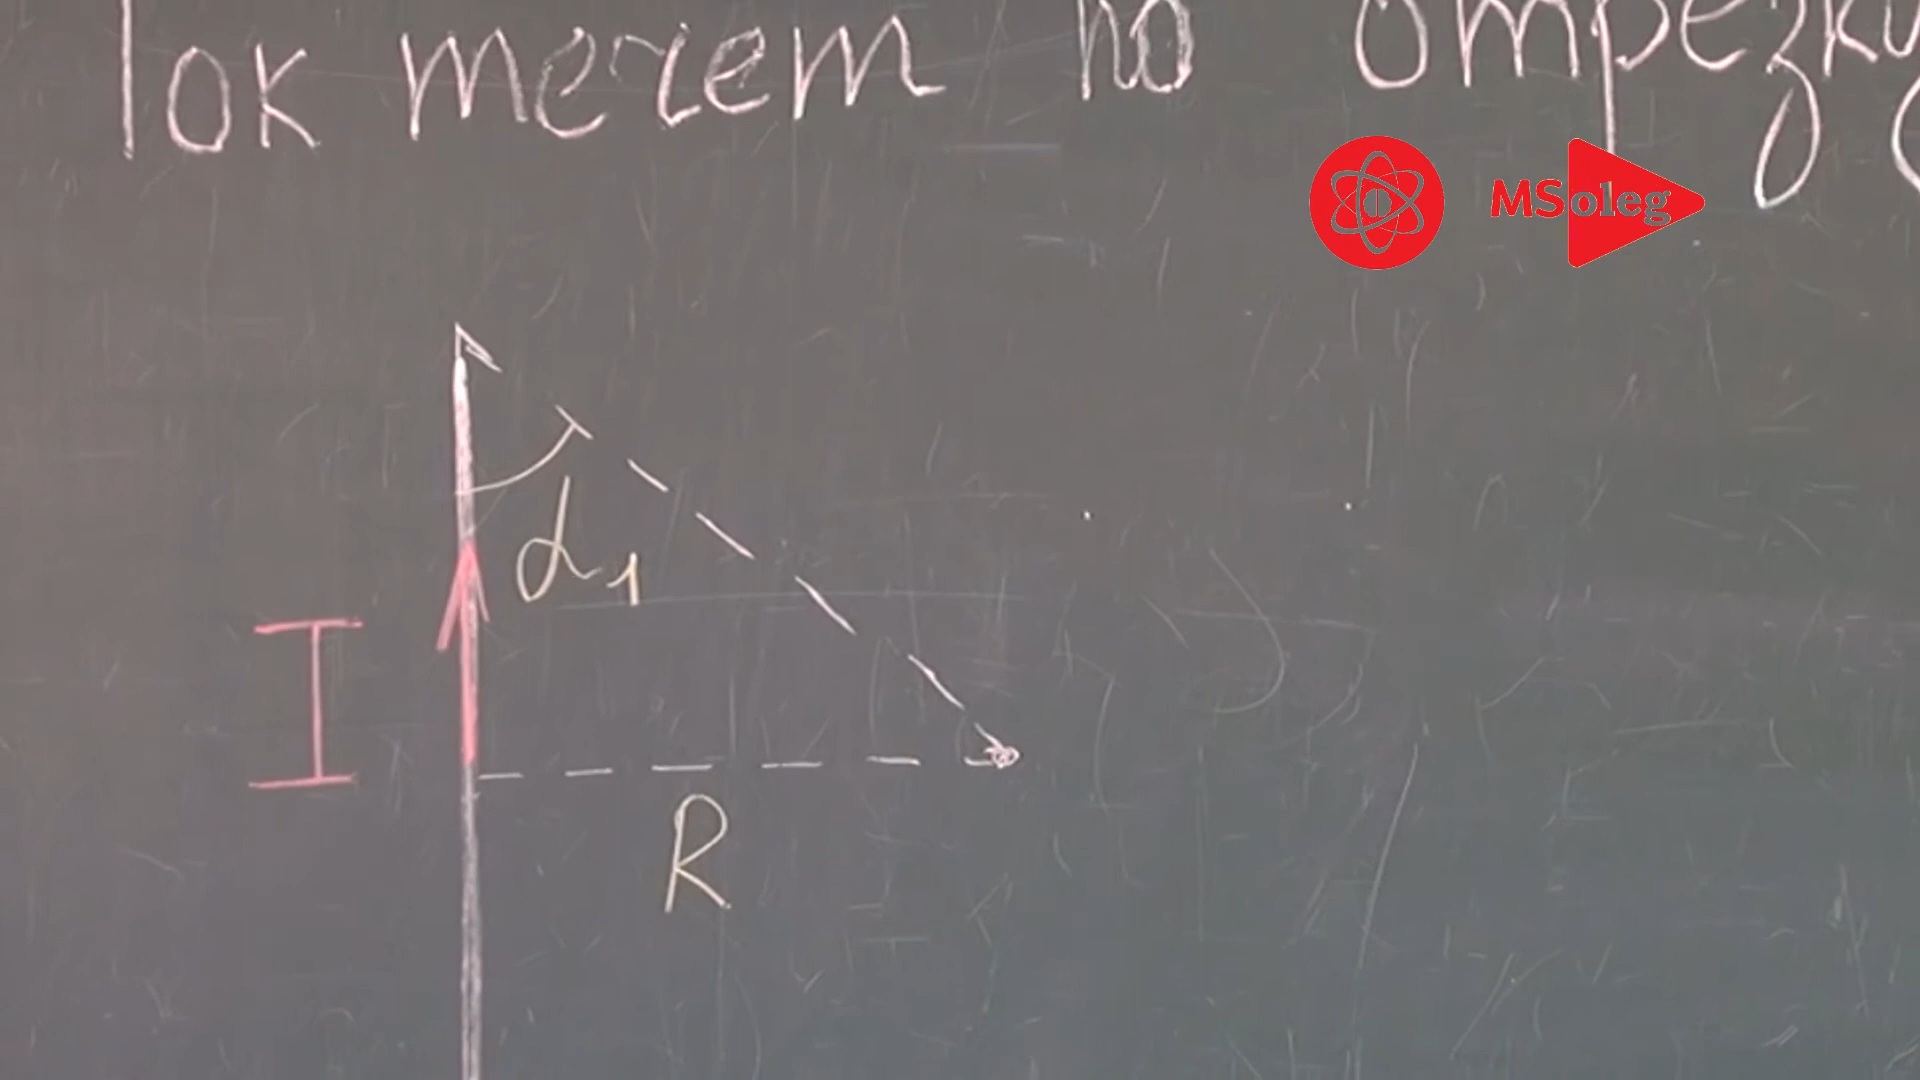 Ток течет по отрезку
MSoleg
α₁
I
R